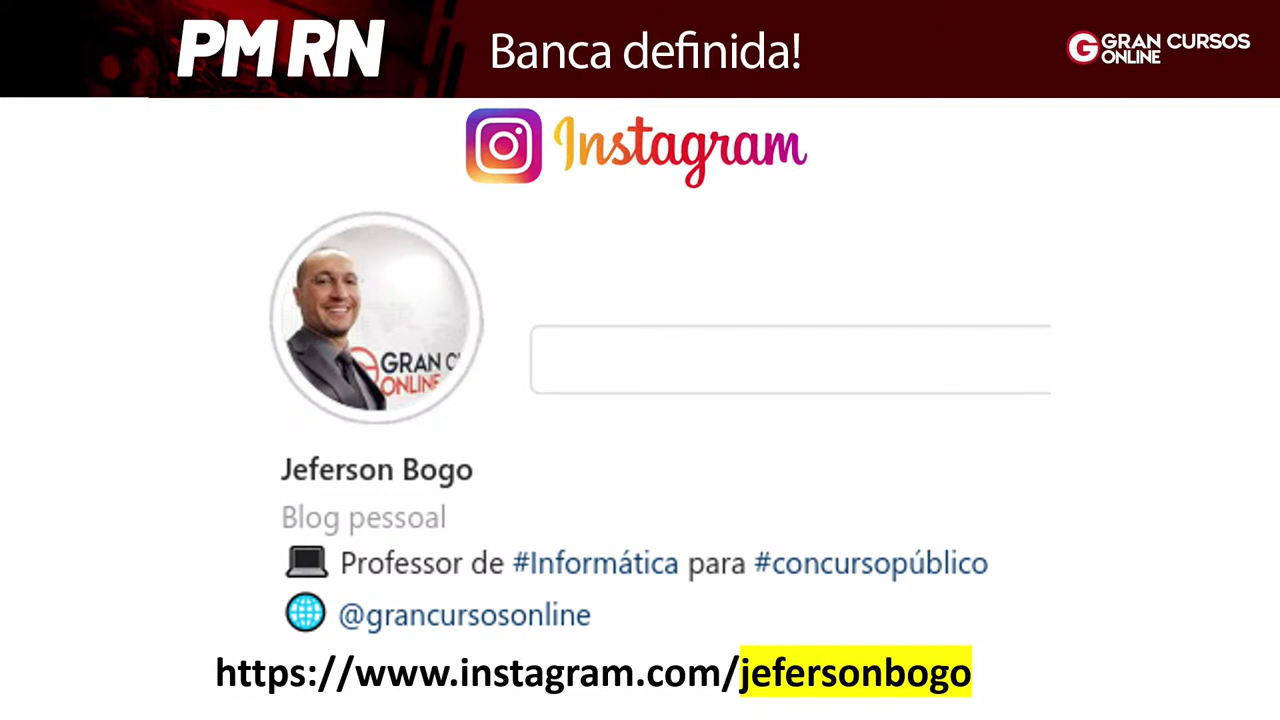 PM RN
Banca definida!
GRAN CURSOS
ONLINE
Instagram
GRAN C
ONLINE
Jeferson Bogo
Blog pessoal
Professor de #Informática para #concursopúblico
@grancursosonline
https://www.instagram.com/jefersonbogo